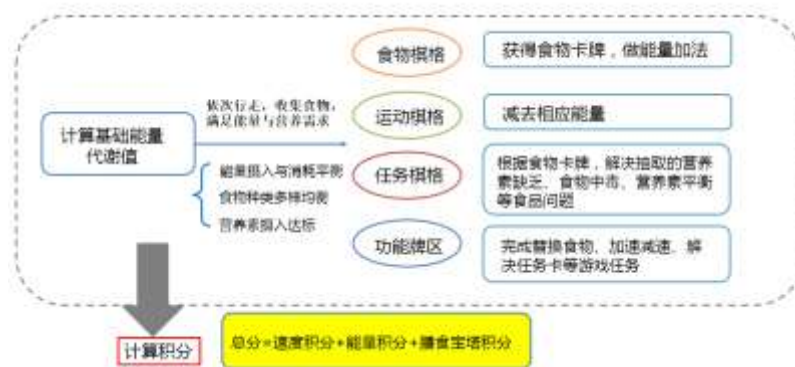 食物棋格
获得食物卡牌，做能量加法
依次行走，收集食物，
满足能量与营养需求
运动棋格
减去相应能量
计算基础能量
代谢值
能量摄入与消耗平衡
食物种类多样均衡
营养素摄入达标
任务棋格
根据食物卡牌，解决抽取的营养
素缺乏、食物中毒、营养素平衡
等食品问题
功能牌区
完成替换食物、加速减速、解
决任务卡等游戏任务
计算积分
总分=速度积分+能量积分+膳食宝塔积分